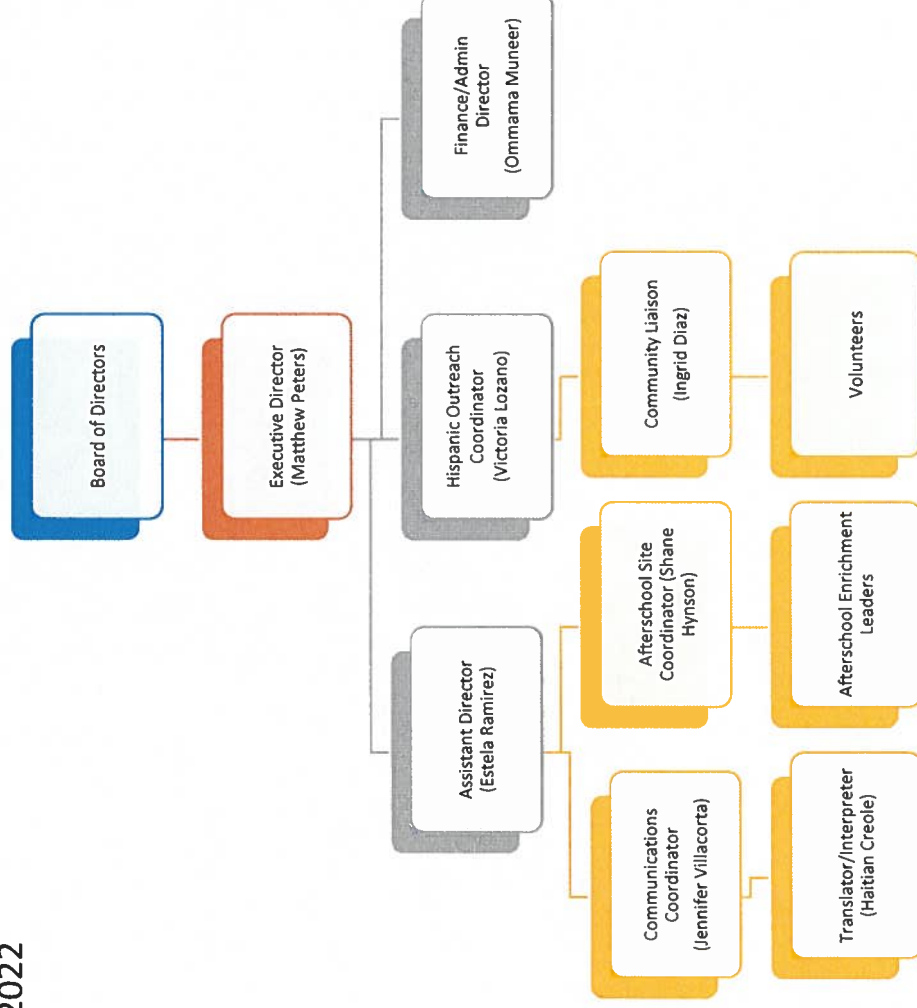 2022
Board of Directors
Executive Director
(Matthew Peters)
Assistant Director
(Estela Ramirez)
Hispanic Outreach
Coordinator
(Victoria Lozano)
Finance/Admin
Director
(Ommama Muneer)
Communications
Coordinator
(Jennifer Villacorta)
Afterschool Site
Coordinator (Shane
Hynson)
Community Liaison
(Ingrid Diaz)
Translator/Interpreter
(Haitian Creole)
Afterschool Enrichment
Leaders
Volunteers